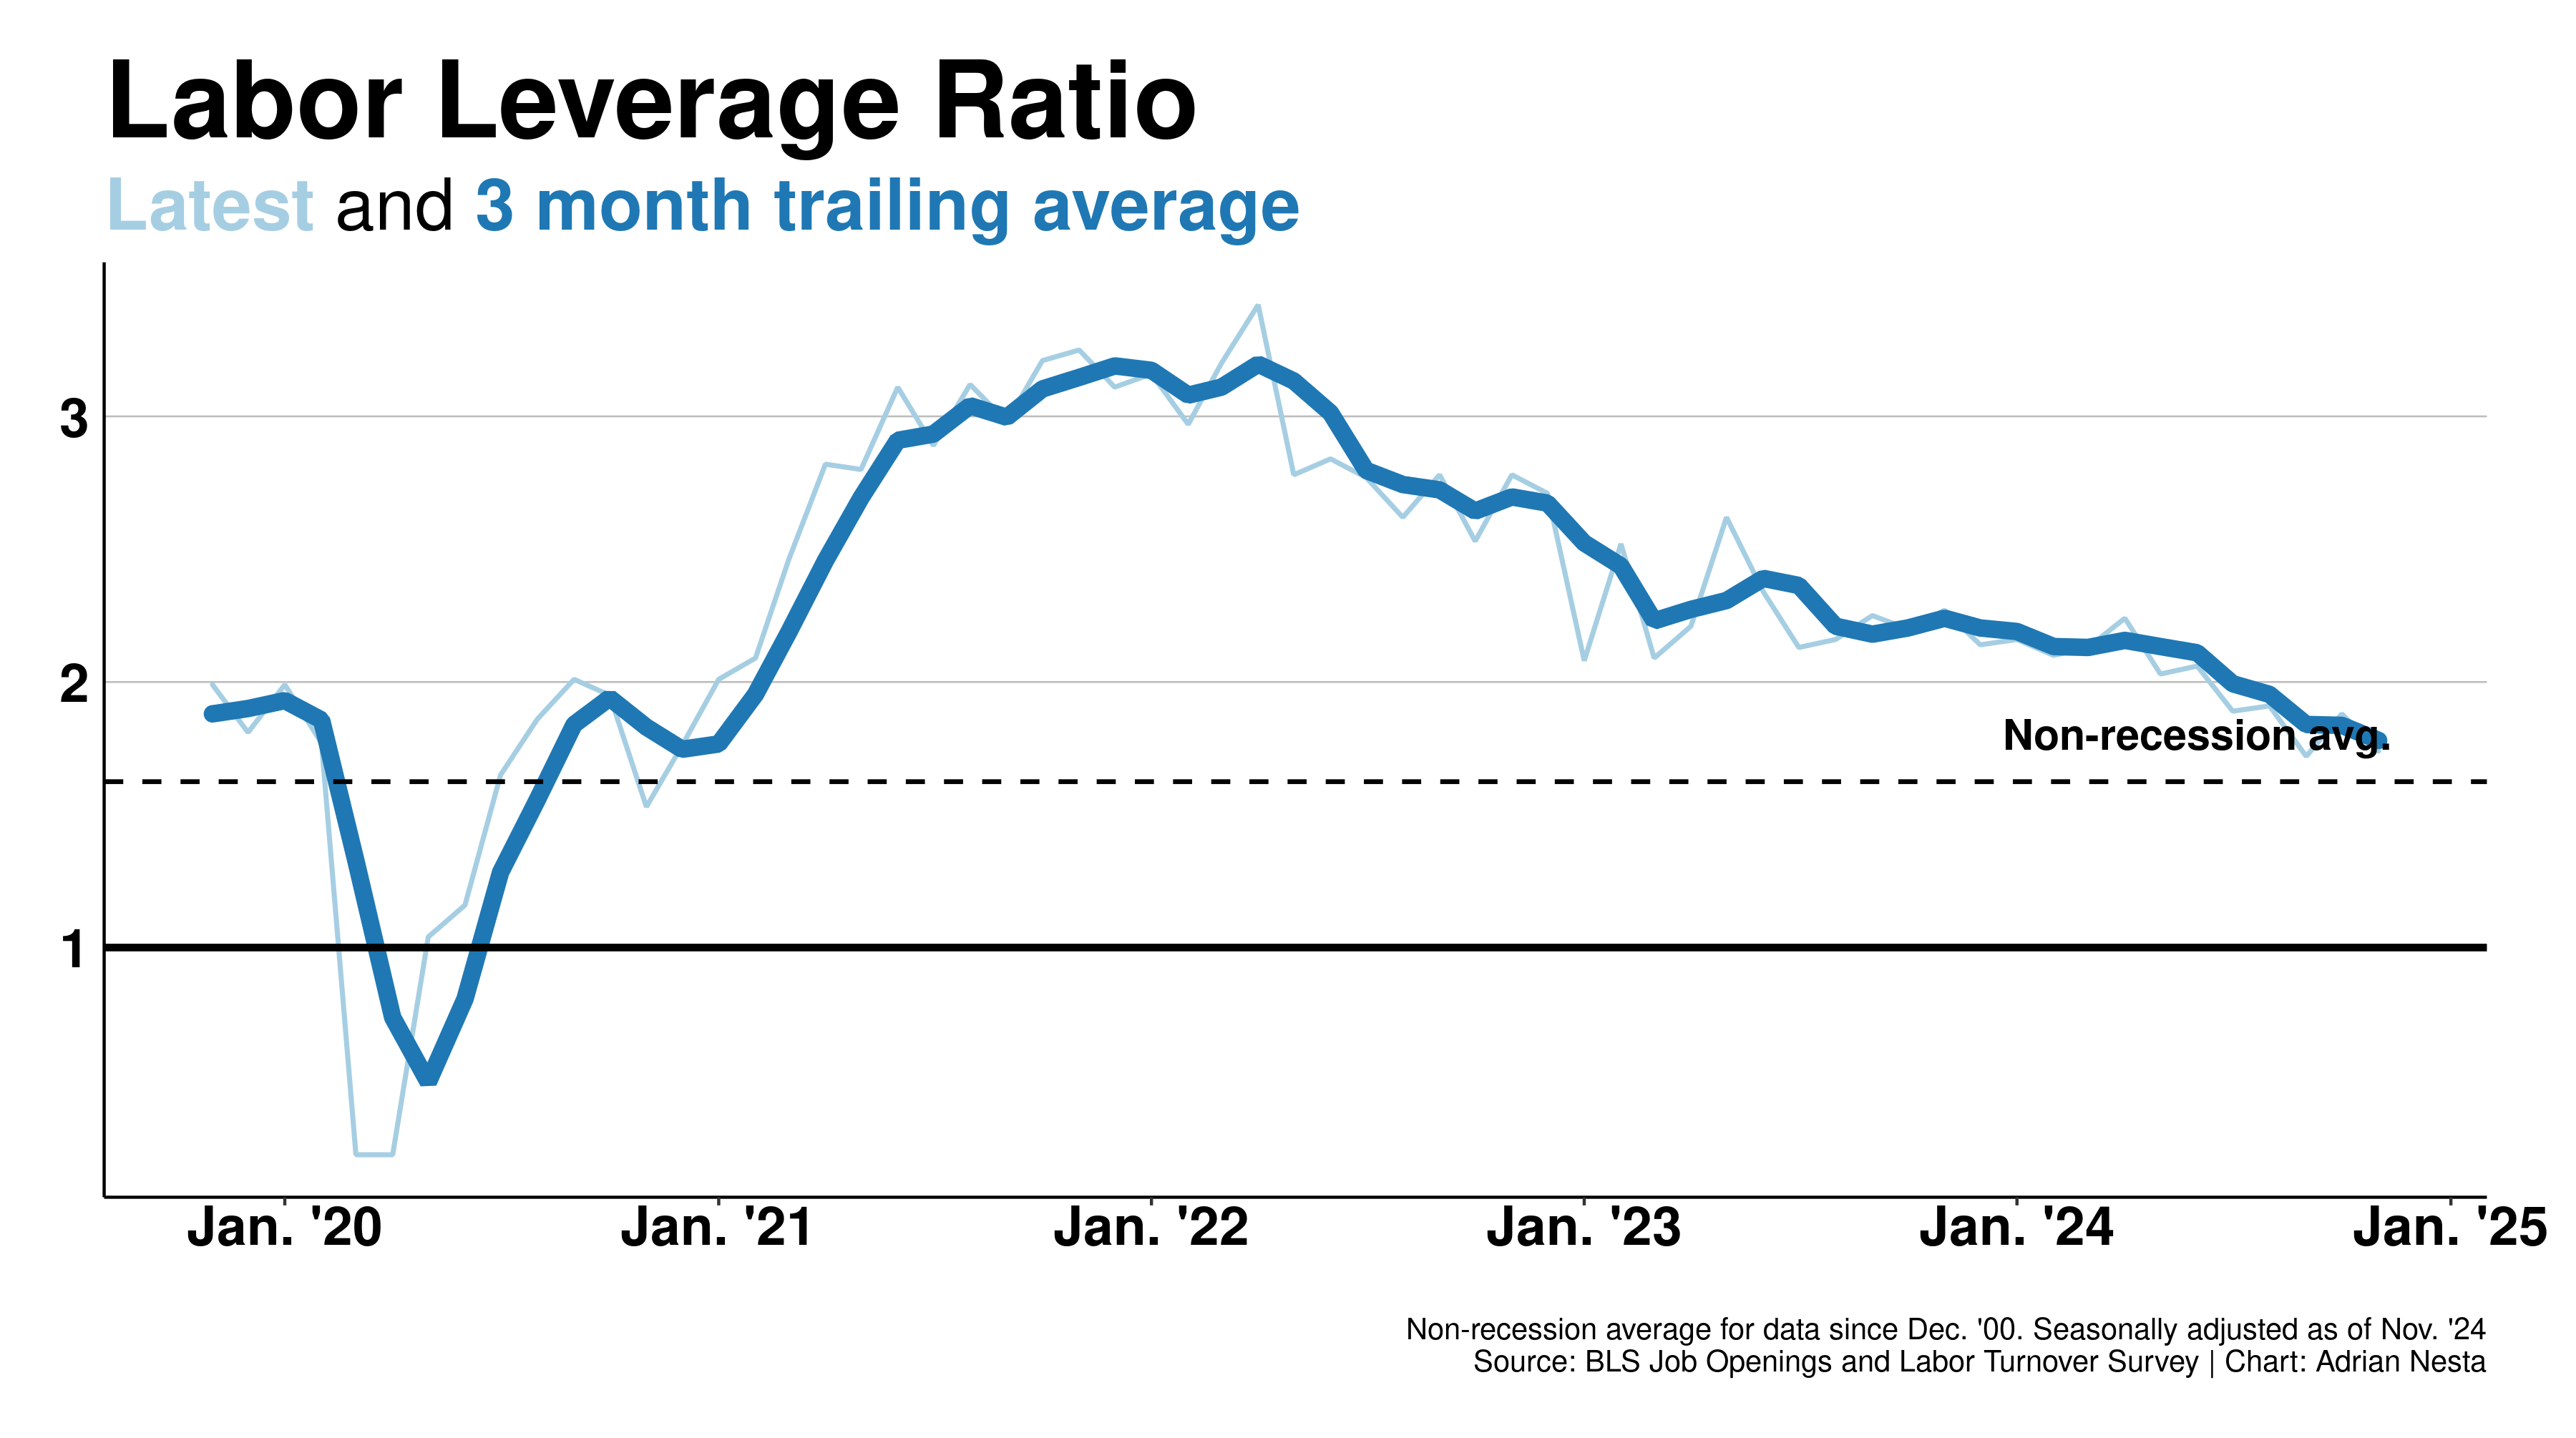 Labor Leverage Ratio
Latest and 3 month trailing average
3
2
Non-recession avg.
1
Jan. '20 Jan. '21 Jan. '22 Jan. '23 Jan. '24 Jan. '25
Non-recession average for data since Dec. '00. Seasonally adjusted as of Nov. '24
Source: BLS Job Openings and Labor Turnover Survey | Chart: Adrian Nesta